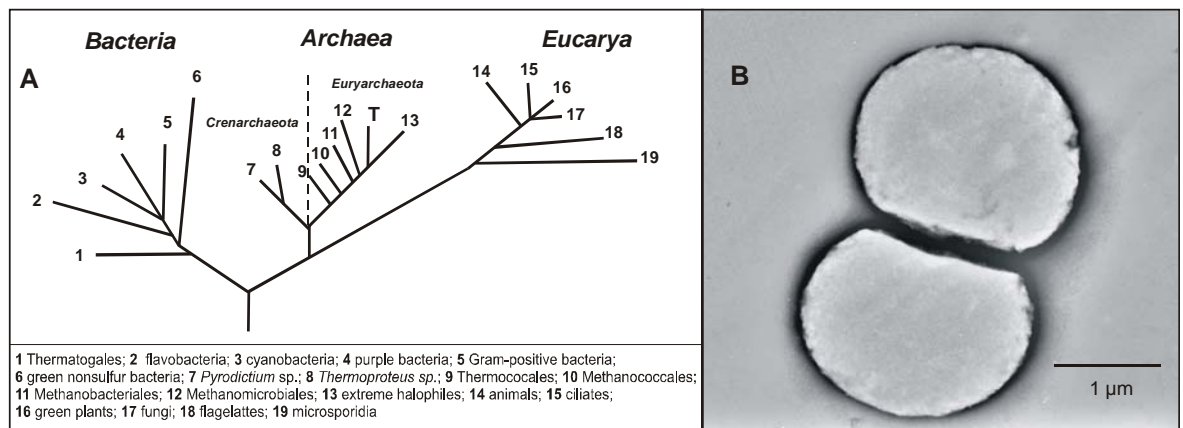 Bacteria Archaea Eucarya
A
B
6
14
15
Euryarchaeota
16
12
T
5
4
Crenarchaeota
13
17
11
8
18
10
3
7
9
19
2
1
1 µm
1 Thermatogales; 2 flavobacteria; 3 cyanobacteria; 4 purple bacteria; 5 Gram-positive bacteria;
6 green nonsulfur bacteria; 7 Pyrodictium sp.; 8 Thermoproteus sp.; 9 Thermococales; 10 Methanococcales;
11 Methanobacteriales; 12 Methanomicrobiales; 13 extreme halophiles; 14 animals; 15 ciliates;
16 green plants; 17 fungi; 18 flagelattes; 19 microsporidia